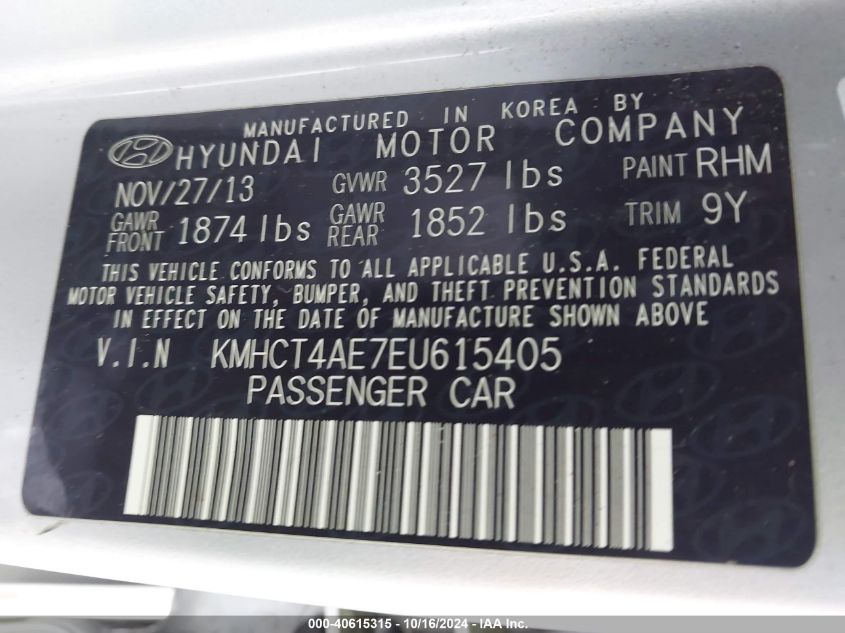 MANUFACTURED IN KOREA BY
HYUNDAI MOTOR COMPANY
NOV/27/13 GVWR 3527 lbs PAINT RHM
GAWR FRONT 1874 lbs GAWR REAR 1852 lbs TRIM 9Y
THIS VEHICLE CONFORMS TO ALL APPLICABLE U.S.A. FEDERAL
MOTOR VEHICLE SAFETY, BUMPER, AND THEFT PREVENTION STANDARDS
IN EFFECT ON THE DATE OF MANUFACTURE SHOWN ABOVE
V.I.N KMHCT4AE7EU615405
PASSENGER CAR
000-40615315 - 10/16/2024 - IAA Inc.